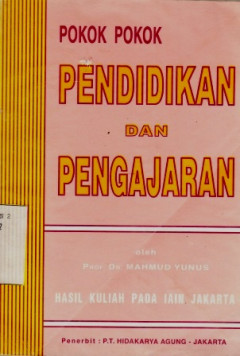 POKOK POKOK
PENDIDIKAN
DAN
PENGAJARAN
oleh
Prof. Dr. MAHMUD YUNUS
HASIL KULIAH PADA IAIN JAKARTA
Penerbit : P.T. HIDAKARYA AGUNG - JAKARTA